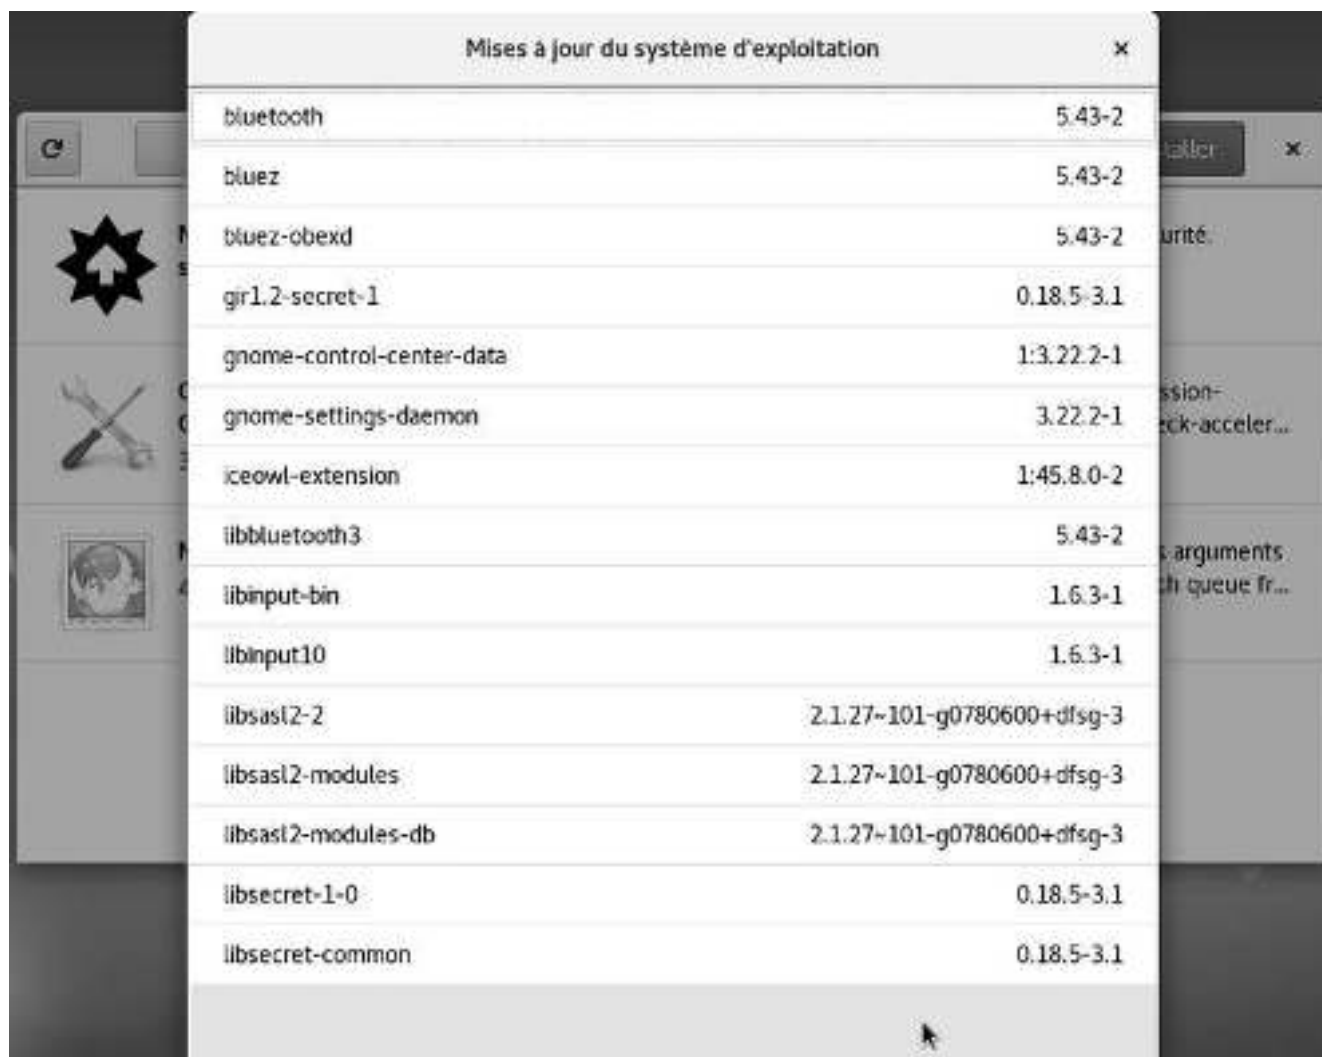 Mises à jour du système d'exploitation ×
bluetooth 5.43-2
bluez 5.43-2
bluez-obexd 5.43-2
gir1.2-secret-1 0.18.5-3.1
gnome-control-center-data 1:3.22.2-1
gnome-settings-daemon 3.22.2-1
iceowl-extension 1:45.8.0-2
libbluetooth3 5.43-2
libinput-bin 1.6.3-1
libinput10 1.6.3-1
libsasl2-2 2.1.27~101-g0780600+dfsg-3
libsasl2-modules 2.1.27~101-g0780600+dfsg-3
libsasl2-modules-db 2.1.27~101-g0780600+dfsg-3
libsecret-1-0 0.18.5-3.1
libsecret-common 0.18.5-3.1
taller
urité.
ssion-
eck-acceler...
arguments
ch queue fr...